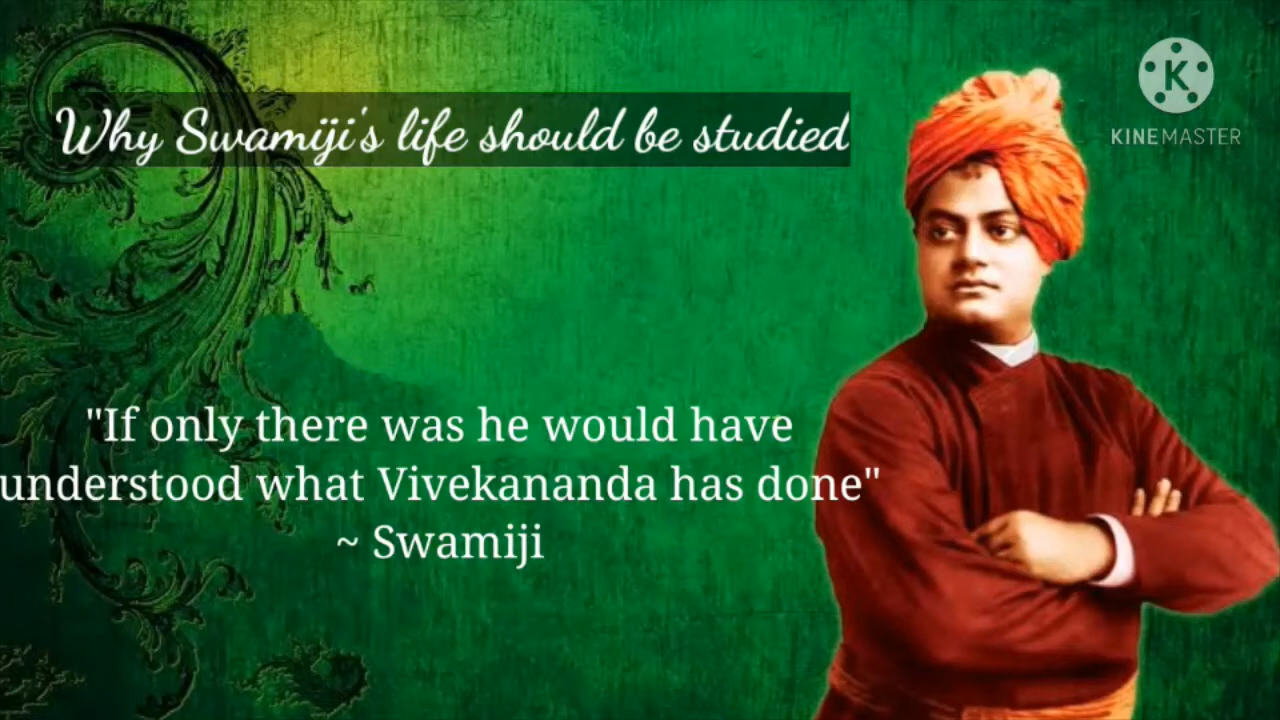 Why Swamiji's life should be studied
K
KINEMASTER
"If only there was he would have
understood what Vivekananda has done"
~ Swamiji